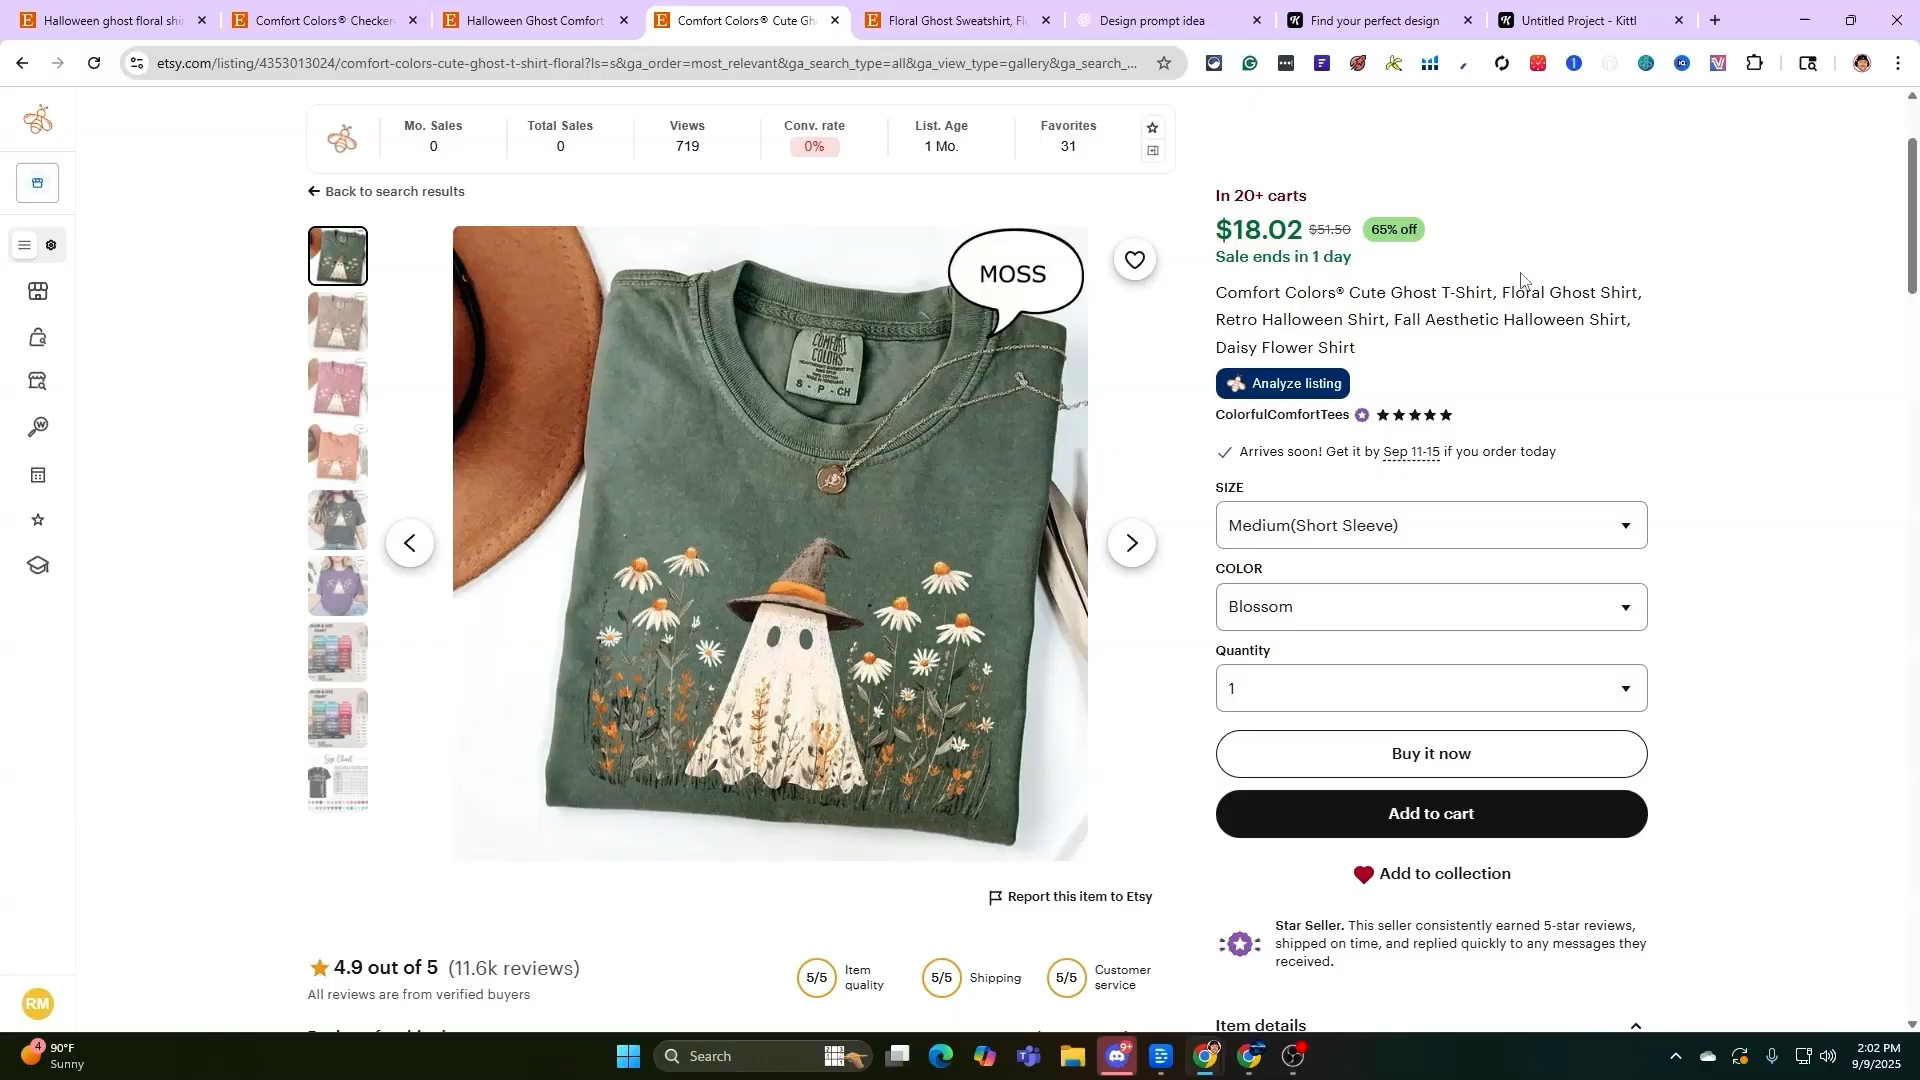 Halloween ghost floral shi
Comfort Colors® Checker
Halloween Ghost Comfort
Comfort Colors® Cute Gh
Floral Ghost Sweatshirt, Fl
Design prompt idea
Find your perfect design
Untitled Project - Kittl
etsy.com/listing/4353013024/comfort-colors-cute-ghost-t-shirt-floral?ls=s&ga_order=most_relevant&ga_search_type=all&ga_view_type=gallery&ga_search_...
Mo. Sales
0
Total Sales
0
Views
719
Conv. rate
0%
List. Age
1 Mo.
Favorites
31
Back to search results
MOSS
COMFORT
COLORS
S - P - CH
In 20+ carts
$18.02 $51.50 65% off
Sale ends in 1 day
Comfort Colors® Cute Ghost T-Shirt, Floral Ghost Shirt,
Retro Halloween Shirt, Fall Aesthetic Halloween Shirt,
Daisy Flower Shirt
Analyze listing
ColorfulComfortTees
Arrives soon! Get it by Sep 11-15 if you order today
SIZE
Medium(Short Sleeve)
COLOR
Blossom
Quantity
1
Buy it now
Add to cart
Add to collection
Star Seller. This seller consistently earned 5-star reviews,
shipped on time, and replied quickly to any messages they
received.
Item details
Report this item to Etsy
4.9 out of 5 (11.6k reviews)
All reviews are from verified buyers
5/5 Item quality
5/5 Shipping
5/5 Customer service
Size Chart
RM
4
90°F
Sunny
Search
9+
2:02 PM
9/9/2025